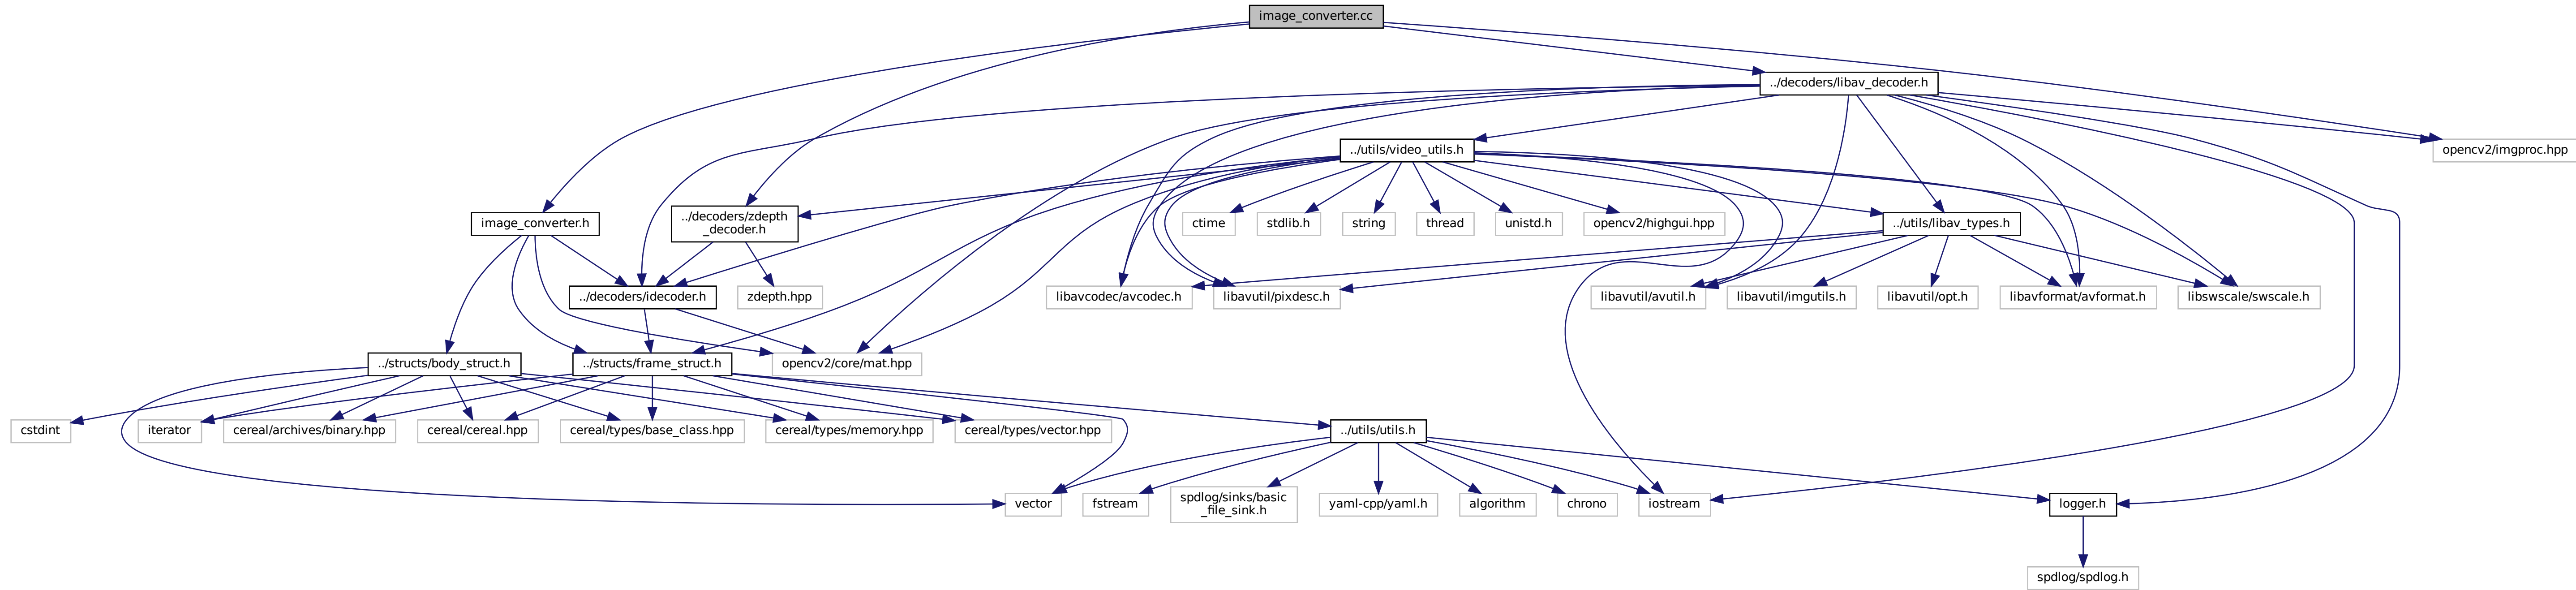 image_converter.cc
../decoders/libav_decoder.h
../utils/video_utils.h
opencv2/imgproc.hpp
image_converter.h
../decoders/zdepth
_decoder.h
ctime
stdlib.h
string
thread
unistd.h
opencv2/highgui.hpp
../utils/libav_types.h
../decoders/idecoder.h
zdepth.hpp
libavcodec/avcodec.h
libavutil/pixdesc.h
libavutil/avutil.h
libavutil/imgutils.h
libavutil/opt.h
libavformat/avformat.h
libswscale/swscale.h
../structs/body_struct.h
../structs/frame_struct.h
opencv2/core/mat.hpp
cstdint
iterator
cereal/archives/binary.hpp
cereal/cereal.hpp
cereal/types/base_class.hpp
cereal/types/memory.hpp
cereal/types/vector.hpp
../utils/utils.h
vector
fstream
spdlog/sinks/basic
_file_sink.h
yaml-cpp/yaml.h
algorithm
chrono
iostream
logger.h
spdlog/spdlog.h